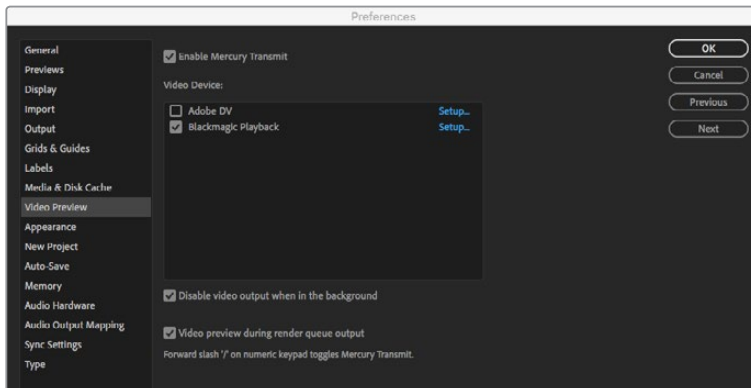 Preferences
General
Previews
Display
Import
Output
Grids & Guides
Labels
Media & Disk Cache
Video Preview
Appearance
New Project
Auto-Save
Memory
Audio Hardware
Audio Output Mapping
Sync Settings
Type
Enable Mercury Transmit
Video Device:
Adobe DV Setup...
Blackmagic Playback Setup...
Disable video output when in the background
Video preview during render queue output
Forward slash '/' on numeric keypad toggles Mercury Transmit.
OK
Cancel
Previous
Next